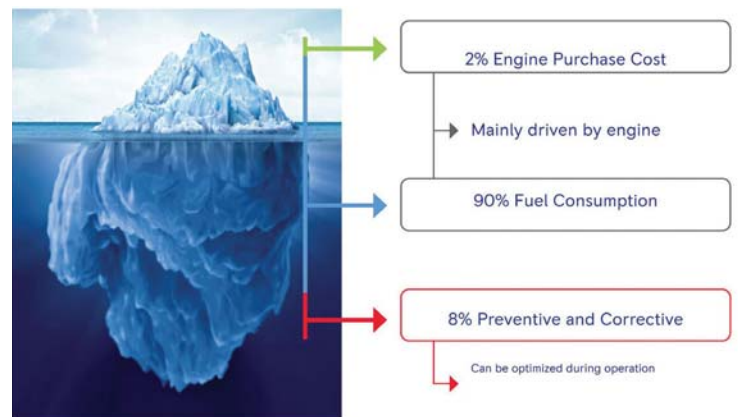 2% Engine Purchase Cost
Mainly driven by engine
90% Fuel Consumption
8% Preventive and Corrective
Can be optimized during operation